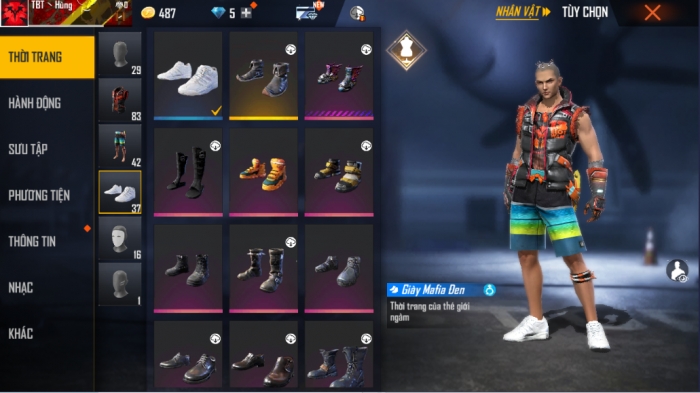 TBT - Hùng
0
487
5
NEW
NHÂN VẬT
TÙY CHỌN
THỜI TRANG
HÀNH ĐỘNG
SƯU TẬP
PHƯƠNG TIỆN
THÔNG TIN
NHẠC
KHÁC
29
83
42
37
16
1
Giày Mafia Đen
Thời trang của thế giới
ngầm